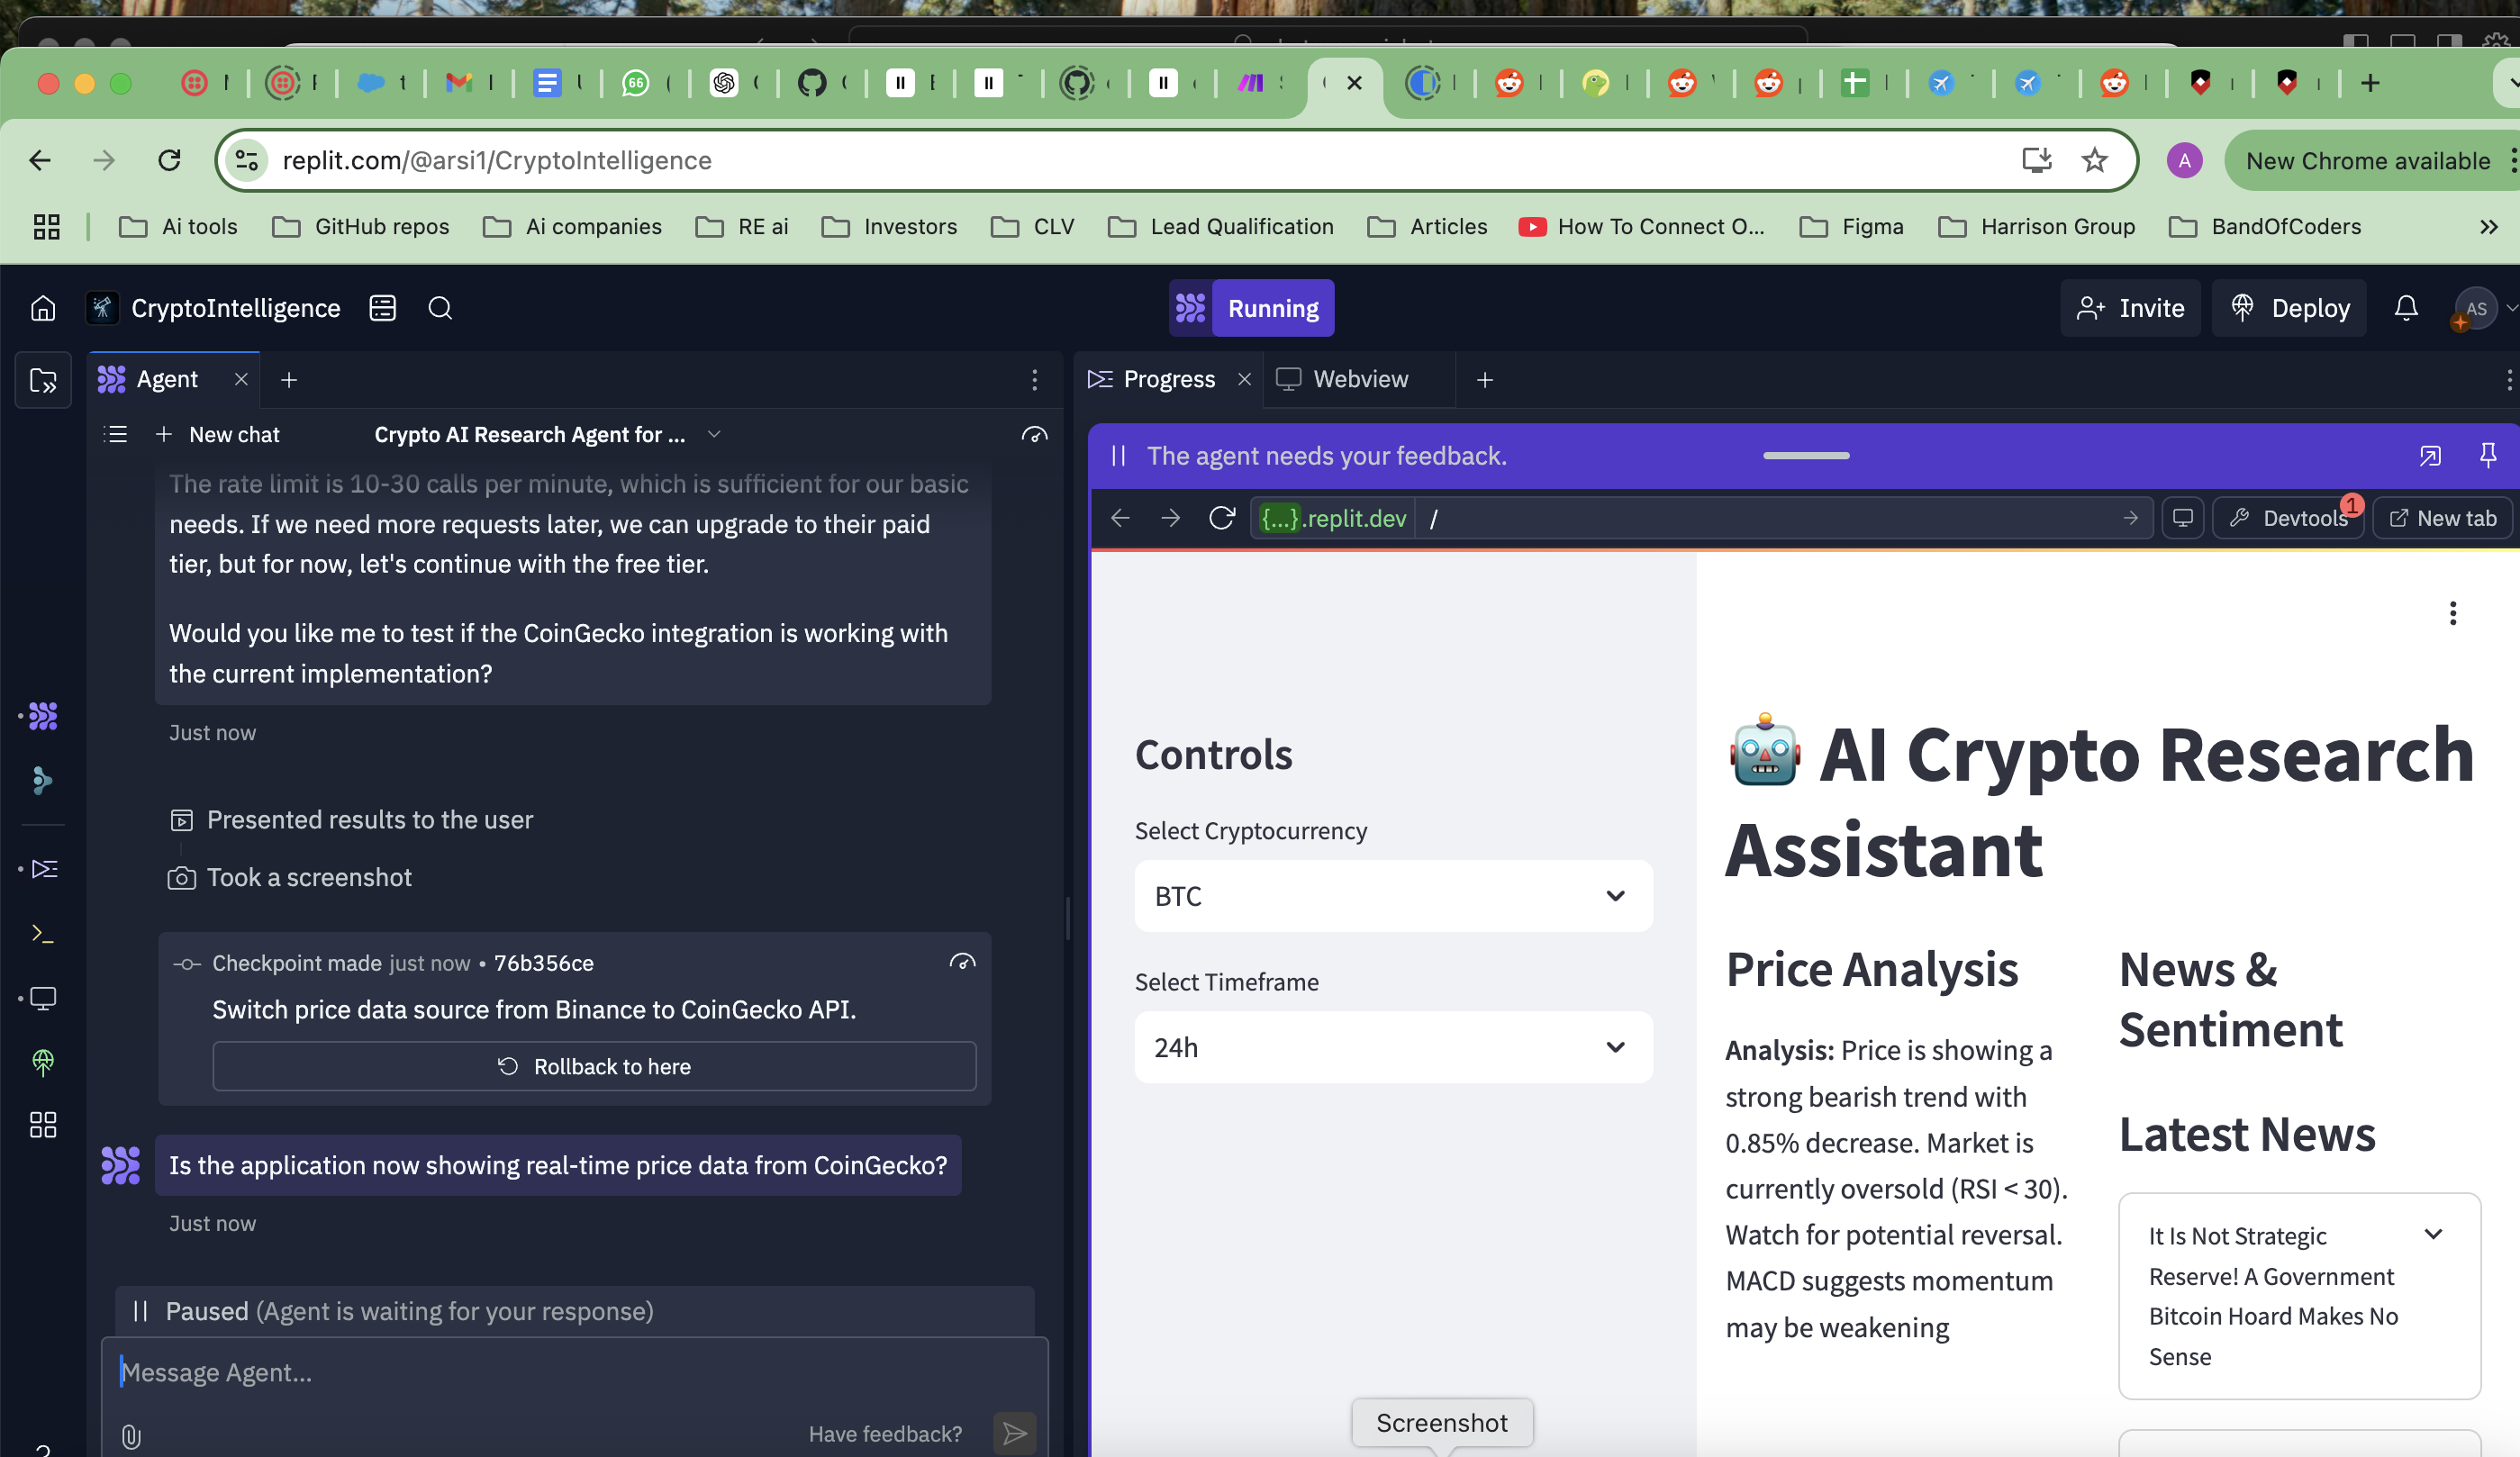 66
replit.com/@arsi1/CryptoIntelligence
A
New Chrome available
Ai tools
GitHub repos
Ai companies
RE ai
Investors
CLV
Lead Qualification
Articles
How To Connect O...
Figma
Harrison Group
BandOfCoders
CryptoIntelligence
Running
Invite
Deploy
AS
Agent
New chat
Crypto AI Research Agent for ...
The rate limit is 10-30 calls per minute, which is sufficient for our basic
needs. If we need more requests later, we can upgrade to their paid
tier, but for now, let's continue with the free tier.
Would you like me to test if the CoinGecko integration is working with
the current implementation?
Just now
Presented results to the user
Took a screenshot
Checkpoint made just now • 76b356ce
Switch price data source from Binance to CoinGecko API.
Rollback to here
Is the application now showing real-time price data from CoinGecko?
Just now
Paused (Agent is waiting for your response)
Message Agent...
Have feedback?
Progress
Webview
The agent needs your feedback.
{...}.replit.dev
/
Devtools
1
New tab
Controls
Select Cryptocurrency
BTC
Select Timeframe
24h
AI Crypto Research
Assistant
Price Analysis
Analysis: Price is showing a
strong bearish trend with
0.85% decrease. Market is
currently oversold (RSI < 30).
Watch for potential reversal.
MACD suggests momentum
may be weakening
News &
Sentiment
Latest News
It Is Not Strategic
Reserve! A Government
Bitcoin Hoard Makes No
Sense
Screenshot